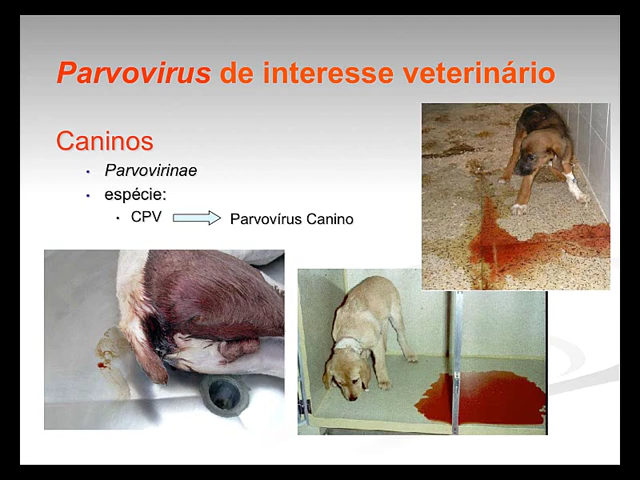 Parvovirus de interesse veterinário
Caninos
Parvovirinae
espécie:
CPV
Parvovírus Canino